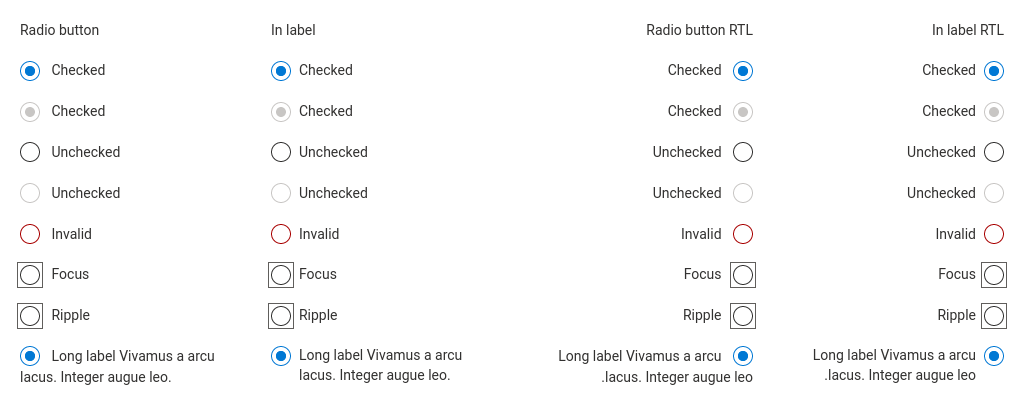 Radio button
Checked
Checked
Unchecked
Unchecked
Invalid
Focus
Ripple
Long label Vivamus a arcu
lacus. Integer augue leo.
In label
Checked
Checked
Unchecked
Unchecked
Invalid
Focus
Ripple
Long label Vivamus a arcu
lacus. Integer augue leo.
Radio button RTL
Checked
Checked
Unchecked
Unchecked
Invalid
Focus
Ripple
Long label Vivamus a arcu
.lacus. Integer augue leo
In label RTL
Checked
Checked
Unchecked
Unchecked
Invalid
Focus
Ripple
Long label Vivamus a arcu
.lacus. Integer augue leo